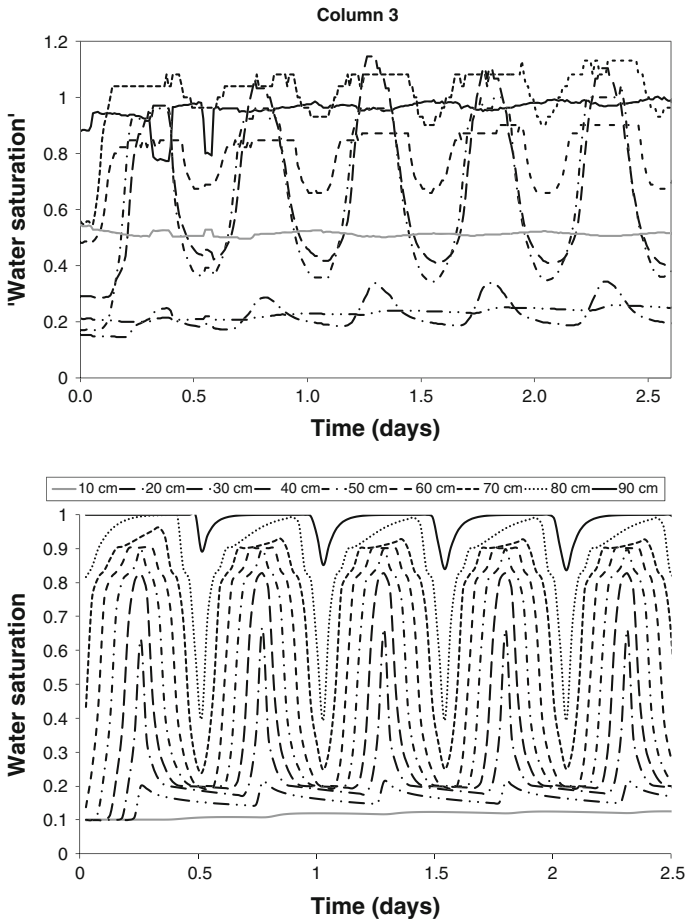 Column 3
1.2
1
0.8
0.6
0.4
0.2
0
'Water saturation'
0.0 0.5 1.0 1.5 2.0 2.5
Time (days)
10 cm 20 cm 30 cm 40 cm 50 cm 60 cm 70 cm 80 cm 90 cm
1
0.9
0.8
0.7
0.6
0.5
0.4
0.3
0.2
0.1
0
Water saturation
0 0.5 1 1.5 2 2.5
Time (days)